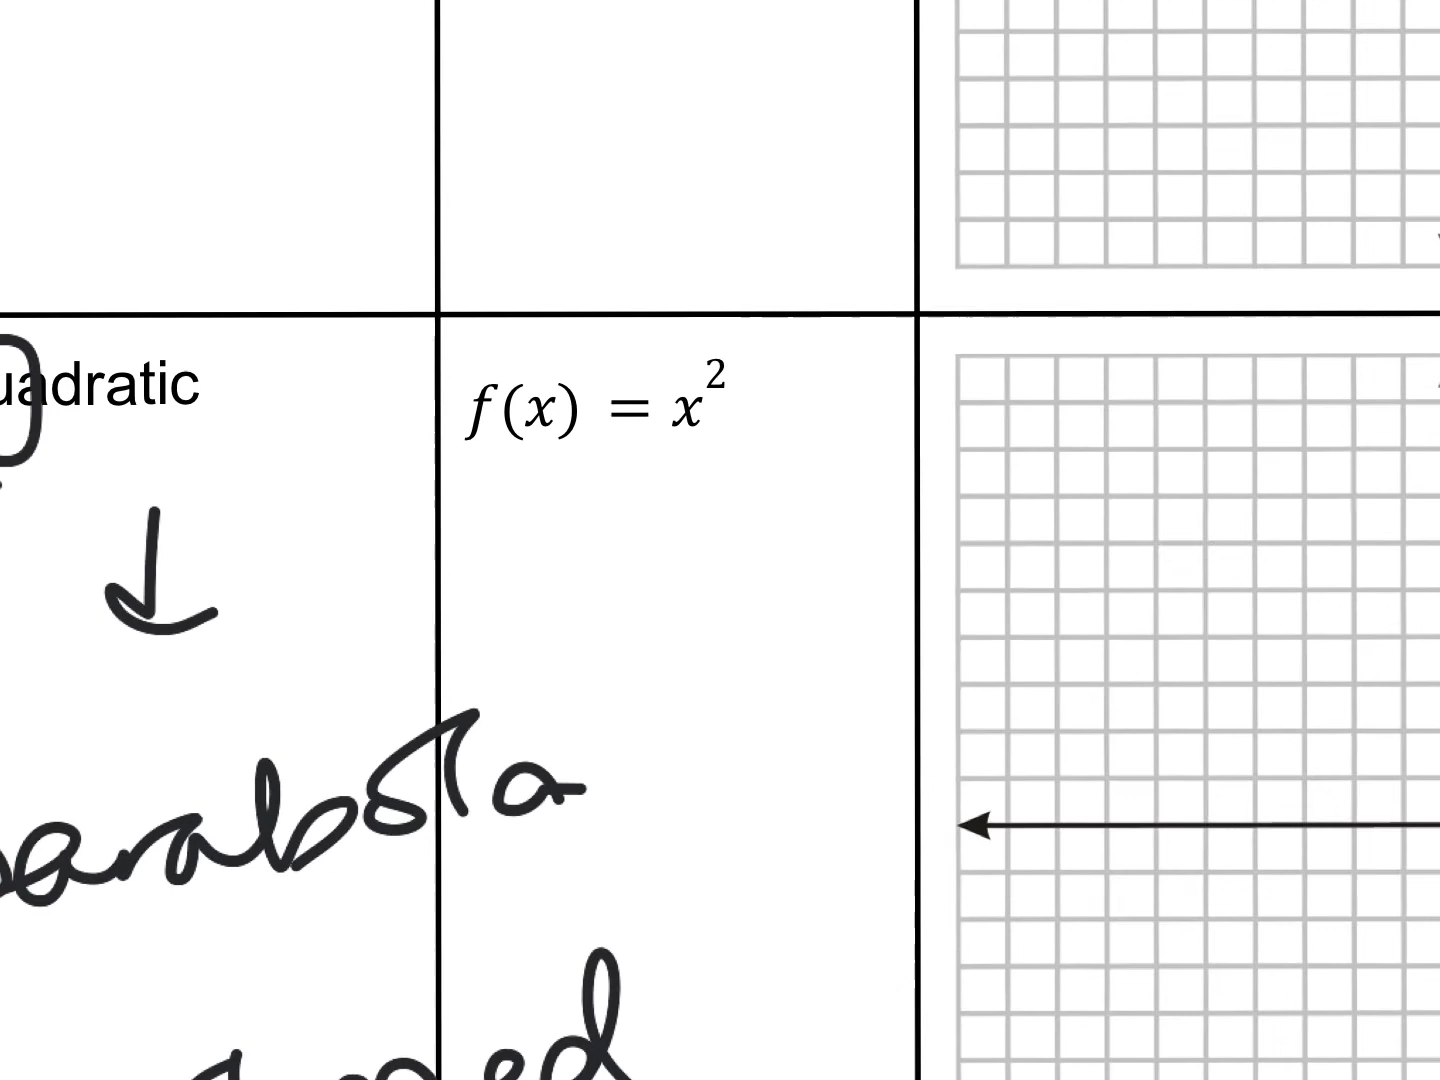 uadratic
f(x) = x²
arabola